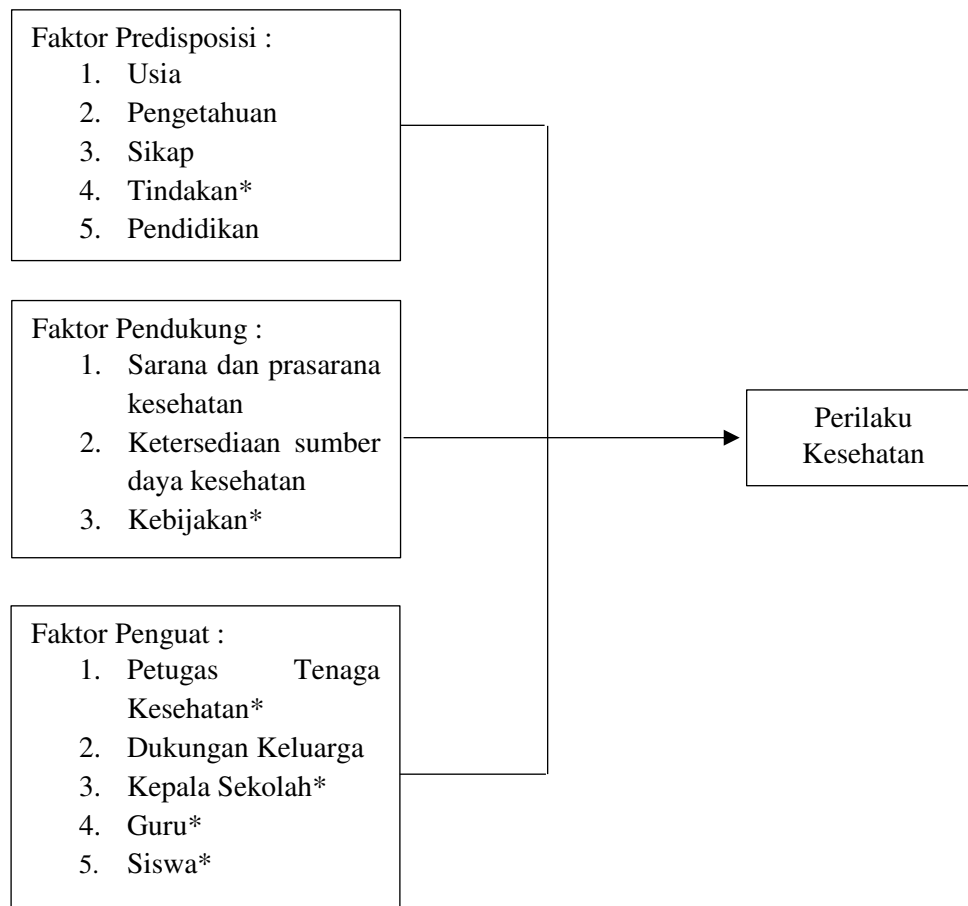 Faktor Predisposisi :
1. Usia
2. Pengetahuan
3. Sikap
4. Tindakan*
5. Pendidikan
Faktor Pendukung :
1. Sarana dan prasarana
kesehatan
2. Ketersediaan sumber
daya kesehatan
3. Kebijakan*
Perilaku
Kesehatan
Faktor Penguat :
1. Petugas Tenaga
Kesehatan*
2. Dukungan Keluarga
3. Kepala Sekolah*
4. Guru*
5. Siswa*